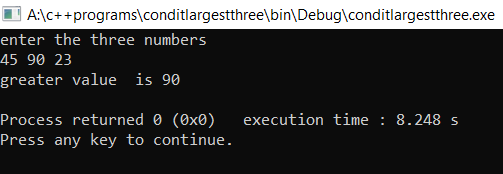 A:\c++programs\conditlargestthree\bin\Debug\conditlargestthree.exe
enter the three numbers
45 90 23
greater value  is 90
Process returned 0 (0x0)   execution time : 8.248 s
Press any key to continue.